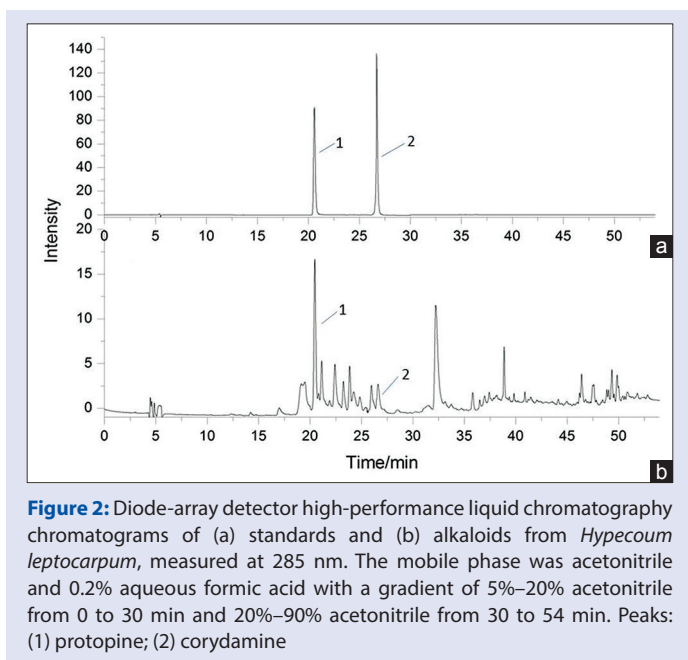 140
120
100
80
60
40
20
0
1
2
0 5 10 15 20 25 30 35 40 45 50
a
Intensity
20
15
10
5
0
1
2
0 5 10 15 20 25 30 35 40 45 50
Time/min
b
Figure 2: Diode-array detector high-performance liquid chromatography
chromatograms of (a) standards and (b) alkaloids from Hypecoum
leptocarpum, measured at 285 nm. The mobile phase was acetonitrile
and 0.2% aqueous formic acid with a gradient of 5%–20% acetonitrile
from 0 to 30 min and 20%–90% acetonitrile from 30 to 54 min. Peaks:
(1) protopine; (2) corydamine